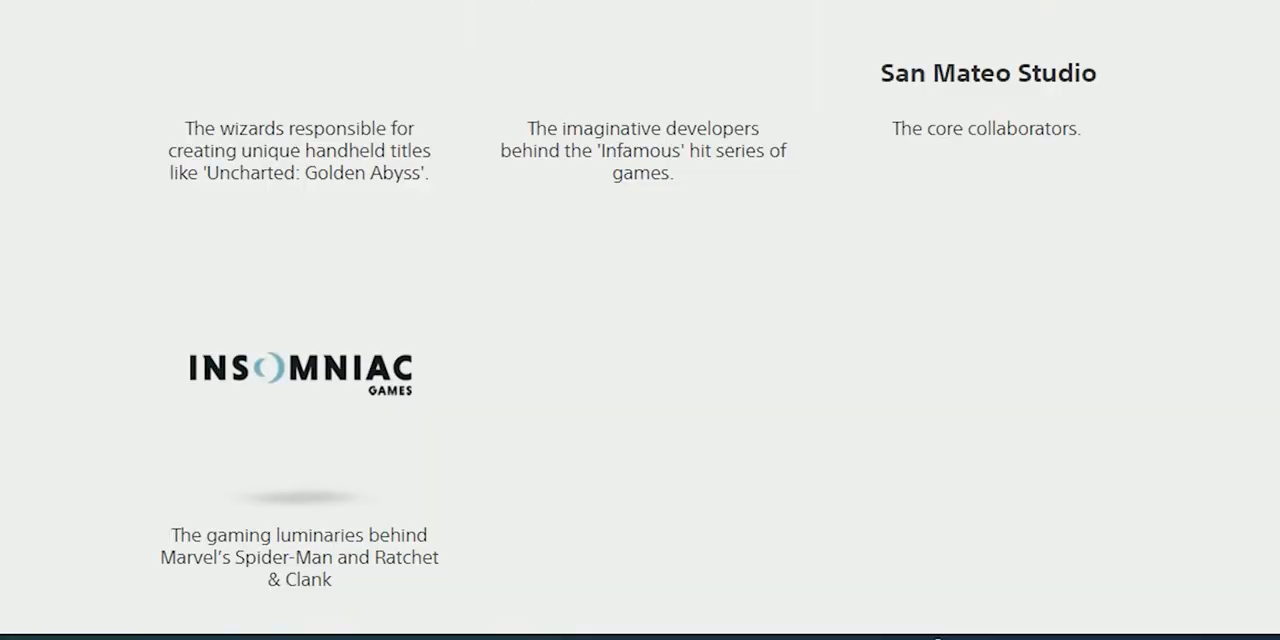 San Mateo Studio
The wizards responsible for
creating unique handheld titles
like 'Uncharted: Golden Abyss'.
The imaginative developers
behind the 'Infamous' hit series of
games.
The core collaborators.
INSOMNIAC
GAMES
The gaming luminaries behind
Marvel’s Spider-Man and Ratchet
& Clank